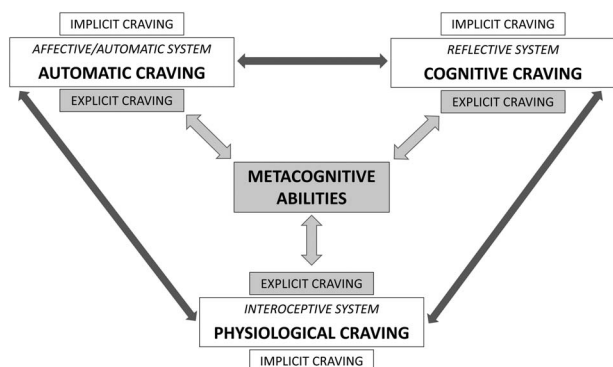 IMPLICIT CRAVING
AFFECTIVE/AUTOMATIC SYSTEM
AUTOMATIC CRAVING
EXPLICIT CRAVING
IMPLICIT CRAVING
REFLECTIVE SYSTEM
COGNITIVE CRAVING
EXPLICIT CRAVING
METACOGNITIVE
ABILITIES
EXPLICIT CRAVING
INTEROCEPTIVE SYSTEM
PHYSIOLOGICAL CRAVING
IMPLICIT CRAVING